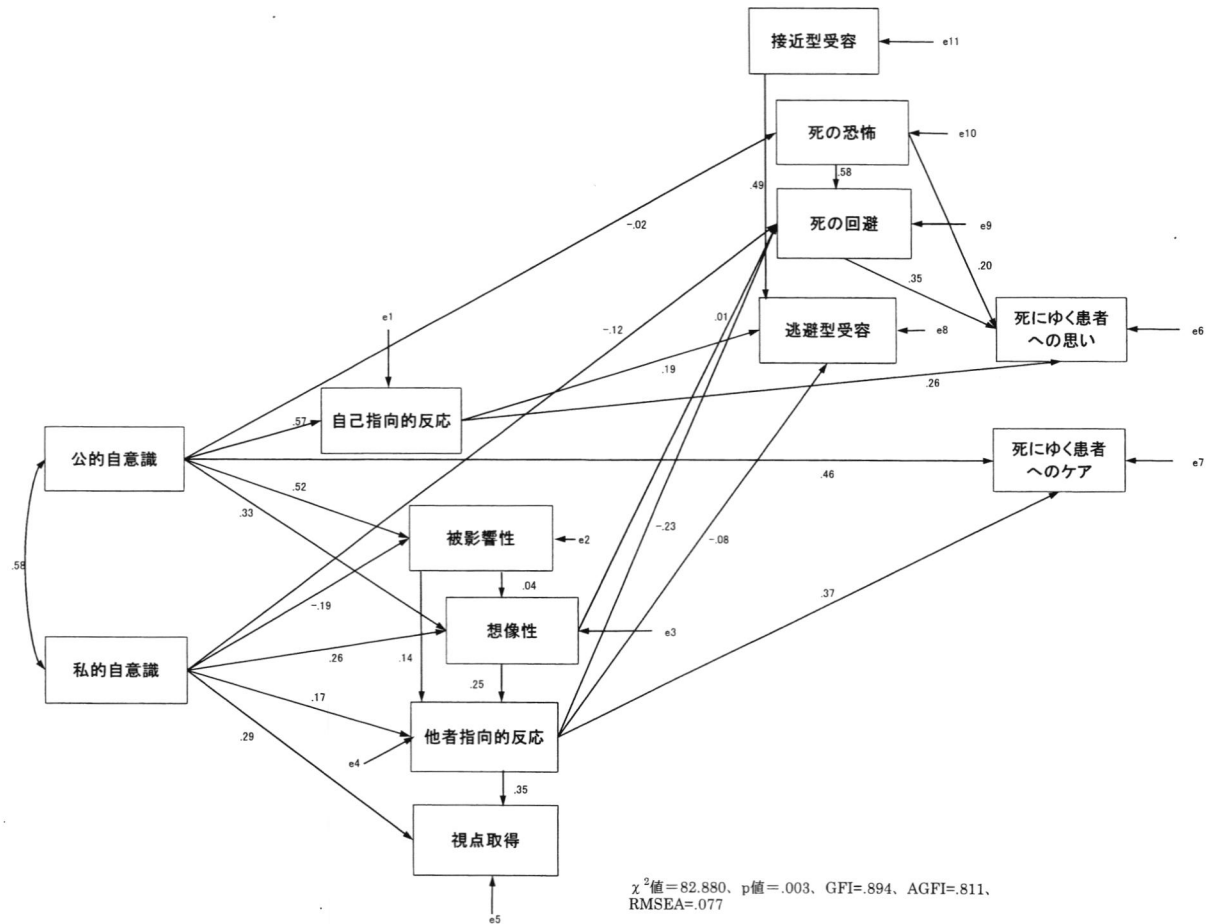 接近型受容
e11
死の恐怖
e10
.58
.49
死の回避
e9
-.02
.35
.20
e1
-.12
.01
逃避型受容
e8
死にゆく患者
への思い
e6
.19
.26
自己指向的反応
.57
公的自意識
死にゆく患者
へのケア
e7
.46
.52
.33
被影響性
e2
-.23
-.08
.04
.58
-.19
想像性
e3
.37
私的自意識
.26
.14
.25
.17
.29
他者指向的反応
e4
.35
視点取得
χ²値=82.880、p値=.003、GFI=.894、AGFI=.811、
RMSEA=.077
e5